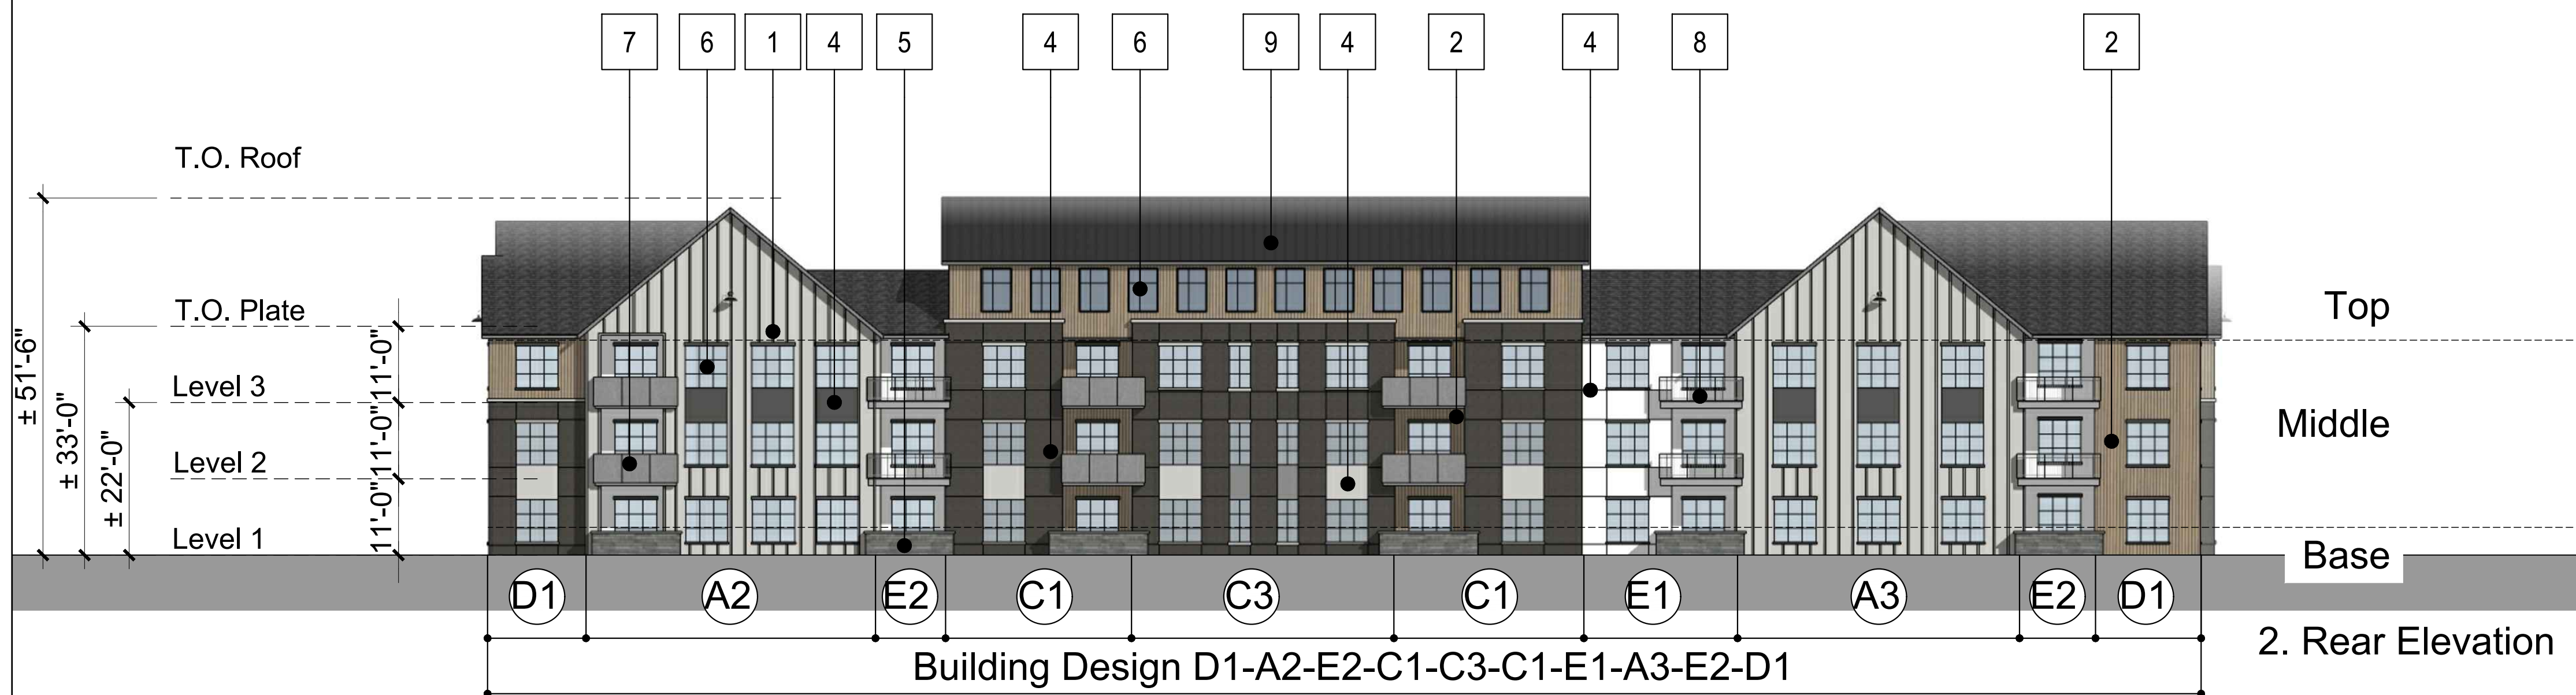 7 6 1 4 5 4 6 9 4 2 4 8 2
T.O. Roof
T.O. Plate
Level 3
Level 2
Level 1
± 51'-6"
± 33'-0"
± 22'-0"
11'-0"
11'-0"
11'-0"
Top
Middle
Base
D1 A2 E2 C1 C3 C1 E1 A3 E2 D1
2. Rear Elevation
Building Design D1-A2-E2-C1-C3-C1-E1-A3-E2-D1